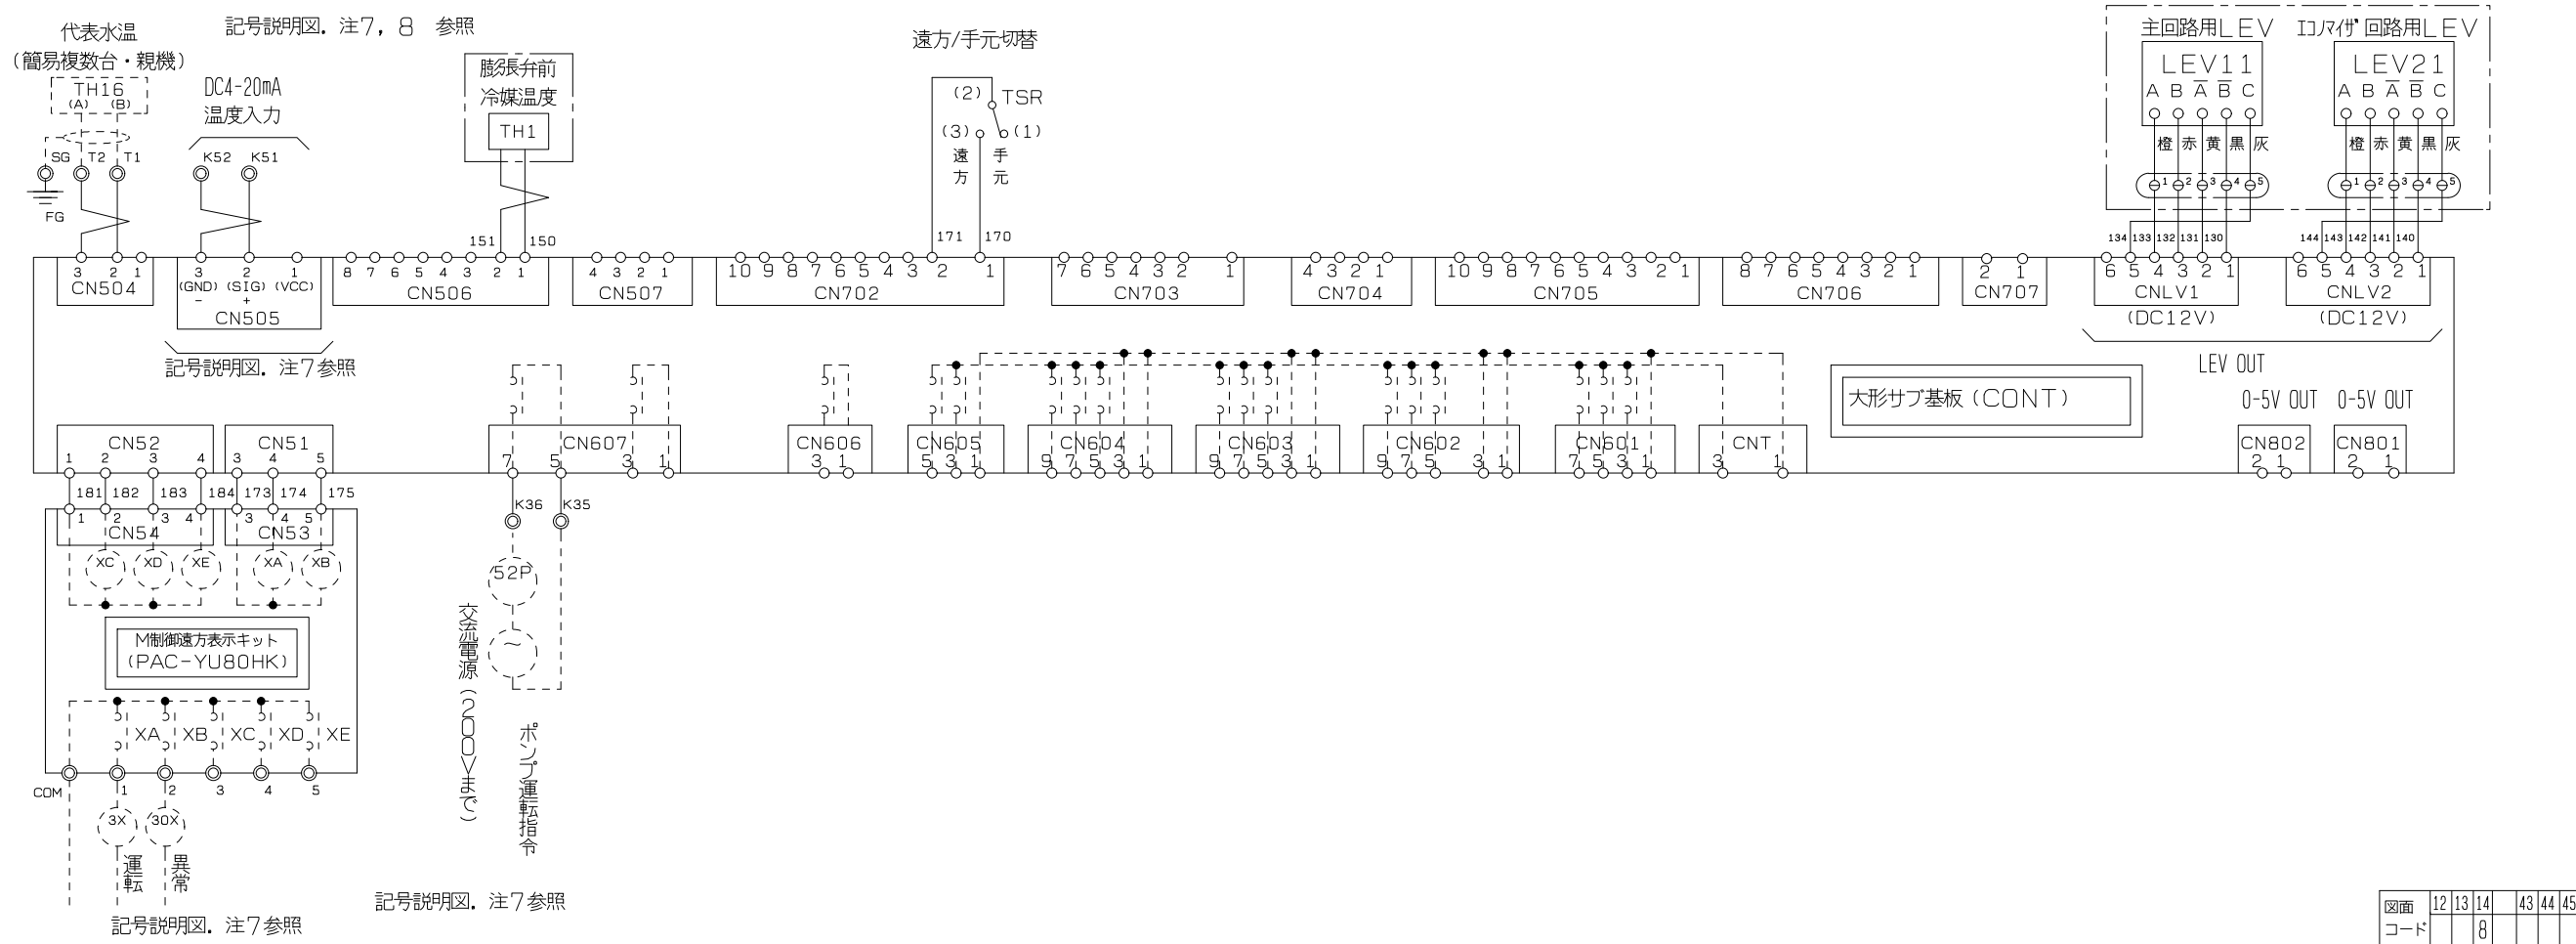 代表水温
(簡易複数台・親機)
TH16
(A) (B)
SG T2 T1
FG
記号説明図. 注7, 8 参照
DC4-20mA
温度入力
K52 K51
膨張弁前
冷媒温度
TH1
151 150
遠方/手元切替
(2) TSR
(3) (1)
遠方 手元
171 170
主回路用LEV
LEV11
A B A̅ B̅ C
橙 赤 黄 黒 灰
1 2 3 4 5
134 133 132 131 130
エコノマイザ回路用LEV
LEV21
A B A̅ B̅ C
橙 赤 黄 黒 灰
1 2 3 4 5
144 143 142 141 140
3 2 1
CN504
3 2 1
(GND) (SIG) (VCC)
- +
CN505
記号説明図. 注7参照
8 7 6 5 4 3 2 1
CN506
4 3 2 1
CN507
10 9 8 7 6 5 4 3 2 1
CN702
7 6 5 4 3 2 1
CN703
4 3 2 1
CN704
10 9 8 7 6 5 4 3 2 1
CN705
8 7 6 5 4 3 2 1
CN706
2 1
CN707
6 5 4 3 2 1
CNLV1
(DC12V)
6 5 4 3 2 1
CNLV2
(DC12V)
LEV OUT
大形サブ基板(CONT)
0-5V OUT 0-5V OUT
CN52
1 2 3 4
CN51
3 4 5
CN607
7 5 3 1
CN606
3 1
CN605
5 3 1
CN604
9 7 5 3 1
CN603
9 7 5 3 1
CN602
9 7 5 3 1
CN601
7 5 3 1
CNT
3 1
CN802
2 1
CN801
2 1
181 182 183 184 173 174 175
1 2 3 4 3 4 5
CN54 CN53
XC XD XE XA XB
M制御遠方表示キット
(PAC-YU80HK)
XA XB XC XD XE
COM 1 2 3 4 5
3X 30X
運転 異常
記号説明図. 注7参照
K36 K35
52P
~
交流電源(200Vまで)
ポンプ運転指令
記号説明図. 注7参照
図面 12 13 14 43 44 45
コード 8